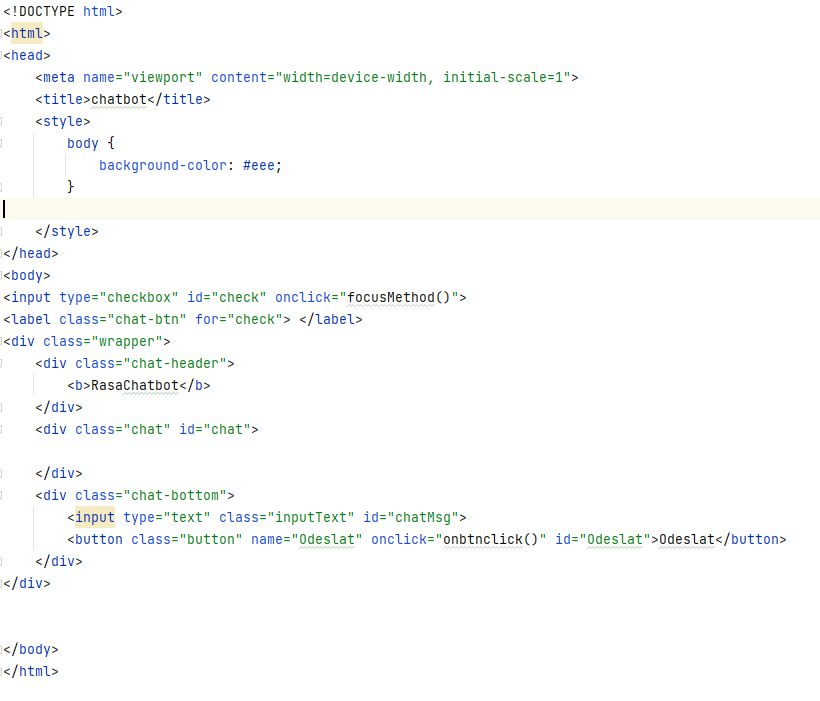 <!DOCTYPE html>
<html>
<head>
    <meta name="viewport" content="width=device-width, initial-scale=1">
    <title>chatbot</title>
    <style>
        body {
            background-color: #eee;
        }
    </style>
</head>
<body>
<input type="checkbox" id="check" onclick="focusMethod()">
<label class="chat-btn" for="check"> </label>
<div class="wrapper">
    <div class="chat-header">
        <b>RasaChatbot</b>
    </div>
    <div class="chat" id="chat">
    </div>
    <div class="chat-bottom">
        <input type="text" class="inputText" id="chatMsg">
        <button class="button" name="Odeslat" onclick="onbtnclick()" id="Odeslat">Odeslat</button>
    </div>
</div>
</body>
</html>